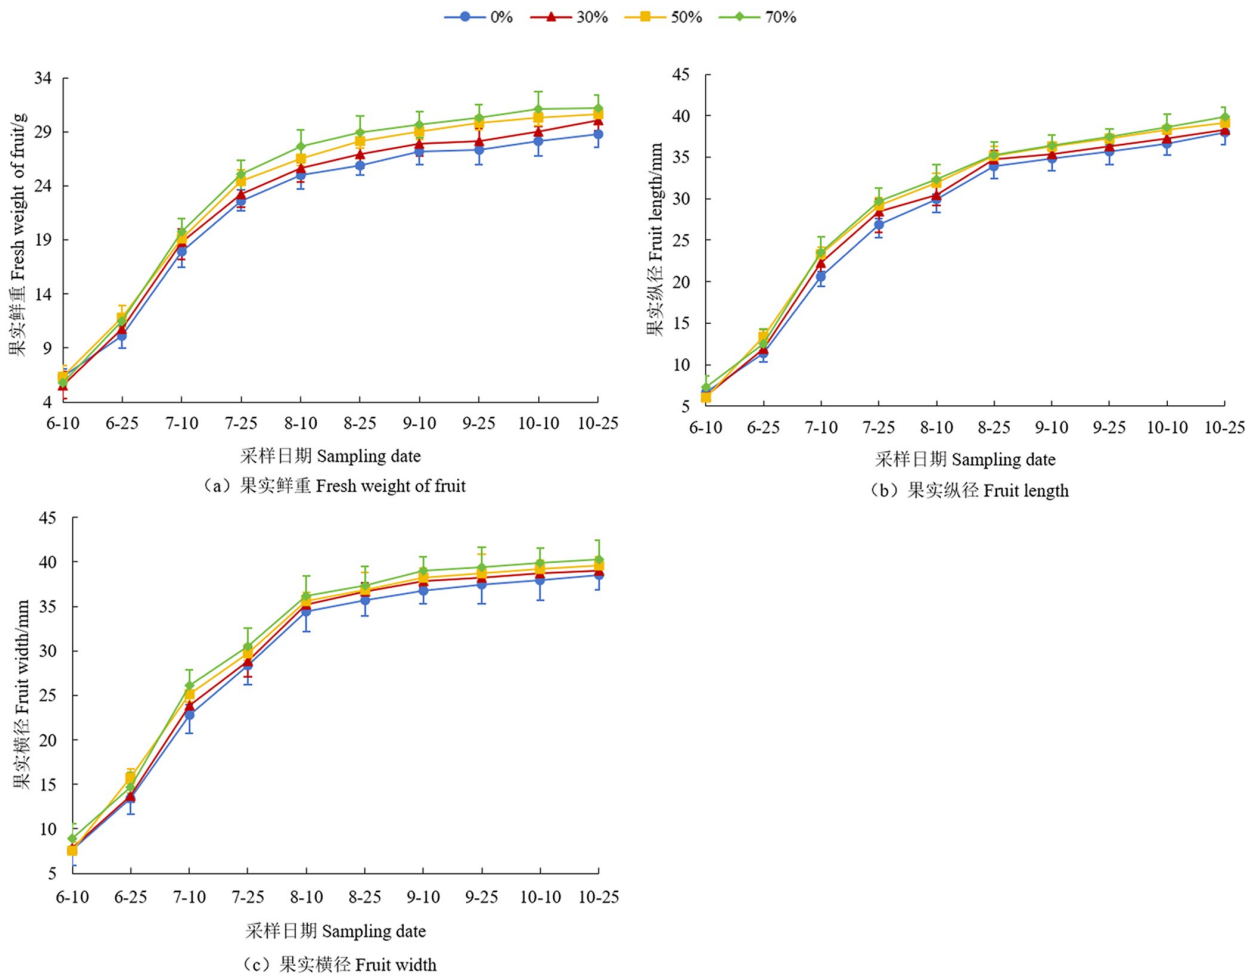 0% 30% 50% 70%
果实鲜重 Fresh weight of fruit/g
34
29
24
19
14
9
4
6-10 6-25 7-10 7-25 8-10 8-25 9-10 9-25 10-10 10-25
采样日期 Sampling date
（a）果实鲜重 Fresh weight of fruit
果实纵径 Fruit length/mm
45
40
35
30
25
20
15
10
5
6-10 6-25 7-10 7-25 8-10 8-25 9-10 9-25 10-10 10-25
采样日期 Sampling date
（b）果实纵径 Fruit length
果实横径 Fruit width/mm
45
40
35
30
25
20
15
10
5
6-10 6-25 7-10 7-25 8-10 8-25 9-10 9-25 10-10 10-25
采样日期 Sampling date
（c）果实横径 Fruit width